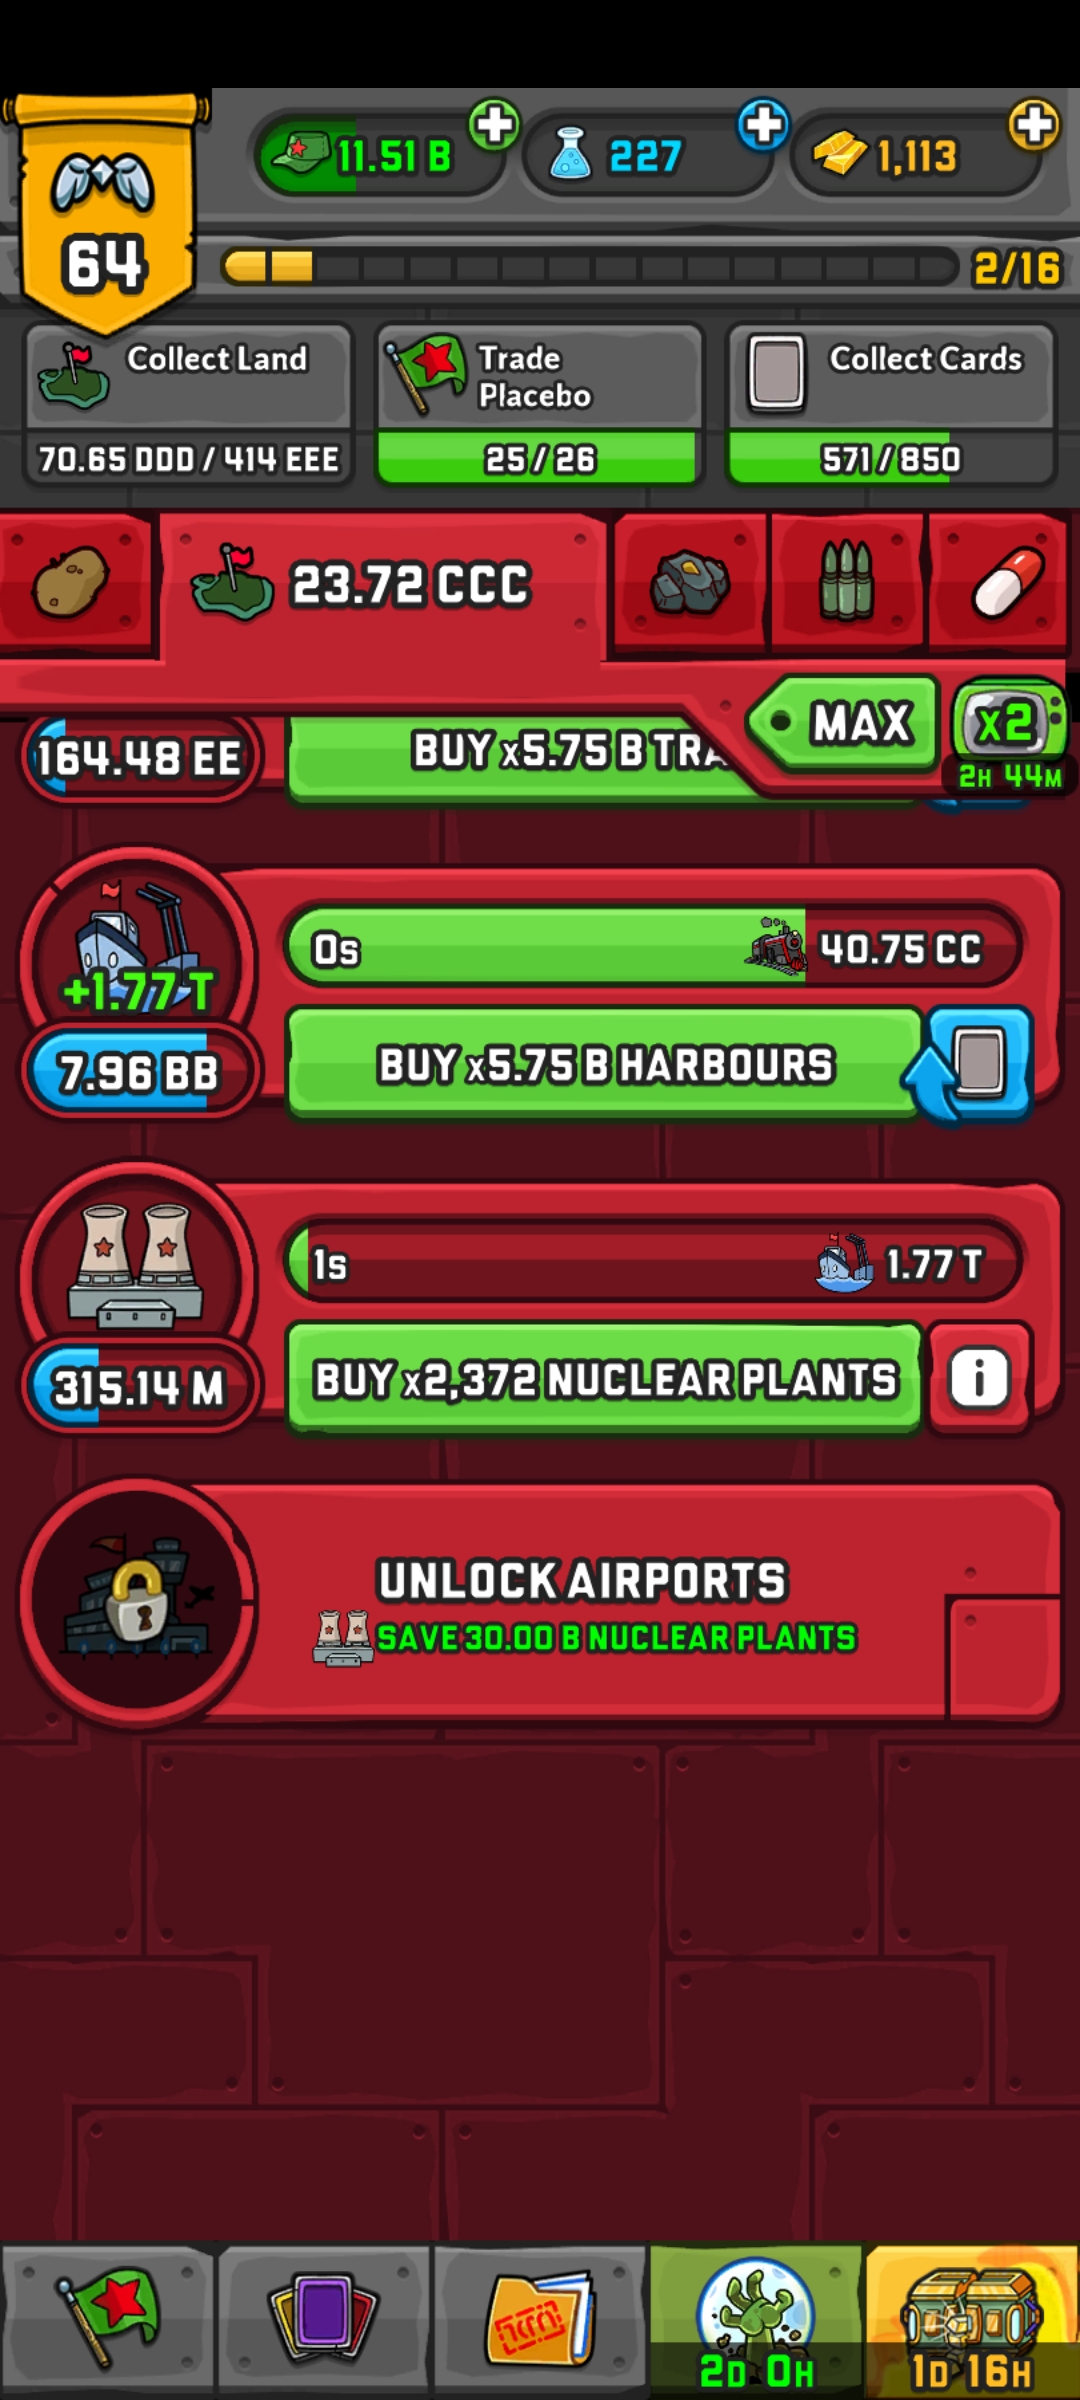 64
11.51 B
227
1,113
2/16
Collect Land
70.65 DDD / 414 EEE
Trade
Placebo
25 / 26
Collect Cards
571 / 850
23.72 CCC
MAX
x2
2H 44M
164.48 EE
BUY x5.75 B TRA
0s
40.75 CC
+1.77 T
7.96 BB
BUY x5.75 B HARBOURS
1s
1.77 T
315.14 M
BUY x2,372 NUCLEAR PLANTS
i
UNLOCK AIRPORTS
SAVE 30.00 B NUCLEAR PLANTS
2D 0H
1D 16H